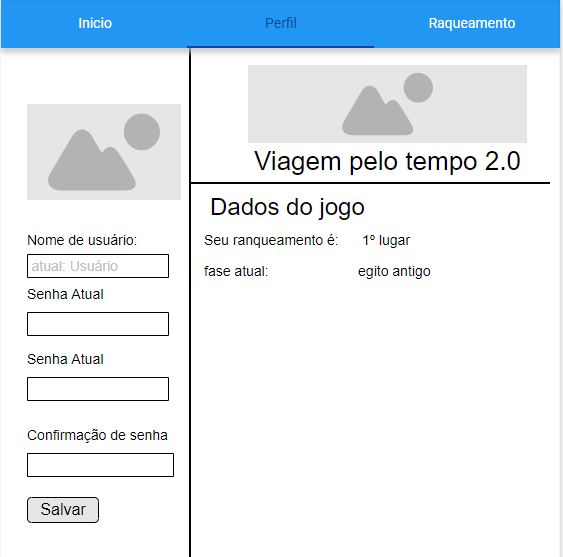 Inicio
Perfil
Raqueamento
Viagem pelo tempo 2.0
Nome de usuário:
atual: Usuário
Senha Atual
Senha Atual
Confirmação de senha
Salvar
Dados do jogo
Seu ranqueamento é: 1º lugar
fase atual: egito antigo